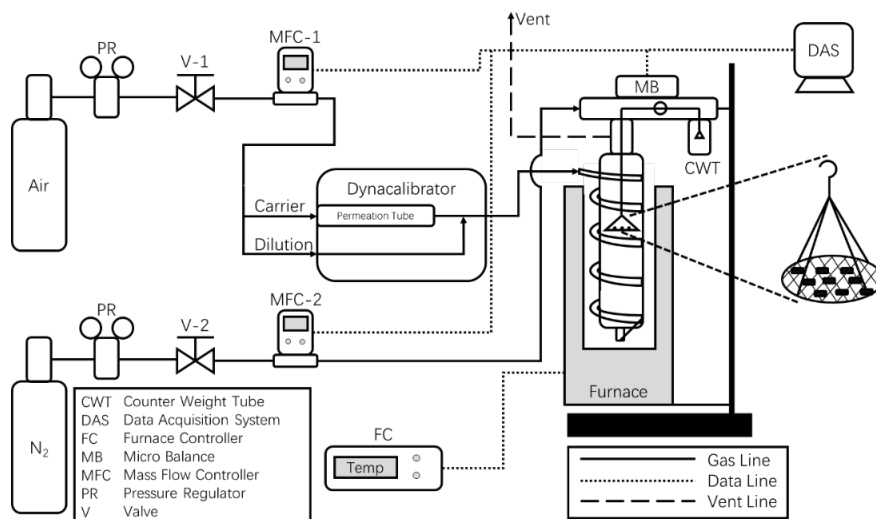 MFC-1
Vent
PR
V-1
DAS
MB
Air
CWT
Dynacalibrator
Carrier
Permeation Tube
Dilution
MFC-2
PR
V-2
Furnace
N₂
CWT Counter Weight Tube
DAS Data Acquisition System
FC Furnace Controller
MB Micro Balance
MFC Mass Flow Controller
PR Pressure Regulator
V Valve
FC
Temp
Gas Line
Data Line
Vent Line